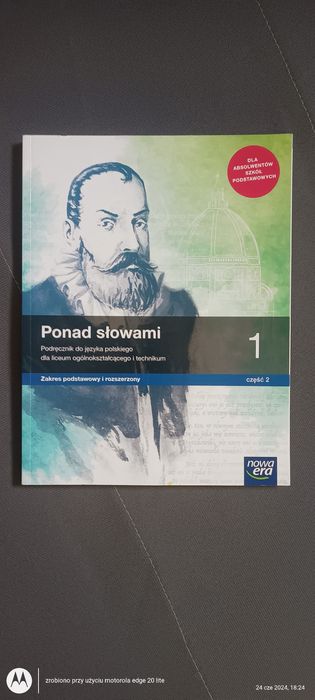 DLA
ABSOLWENTÓW
SZKÓŁ
PODSTAWOWYCH
Ponad słowami
Podręcznik do języka polskiego
dla liceum ogólnokształcącego i technikum
1
Zakres podstawowy i rozszerzony
część 2
nowa
era
zrobiono przy użyciu motorola edge 20 lite
24 cze 2024, 18:24